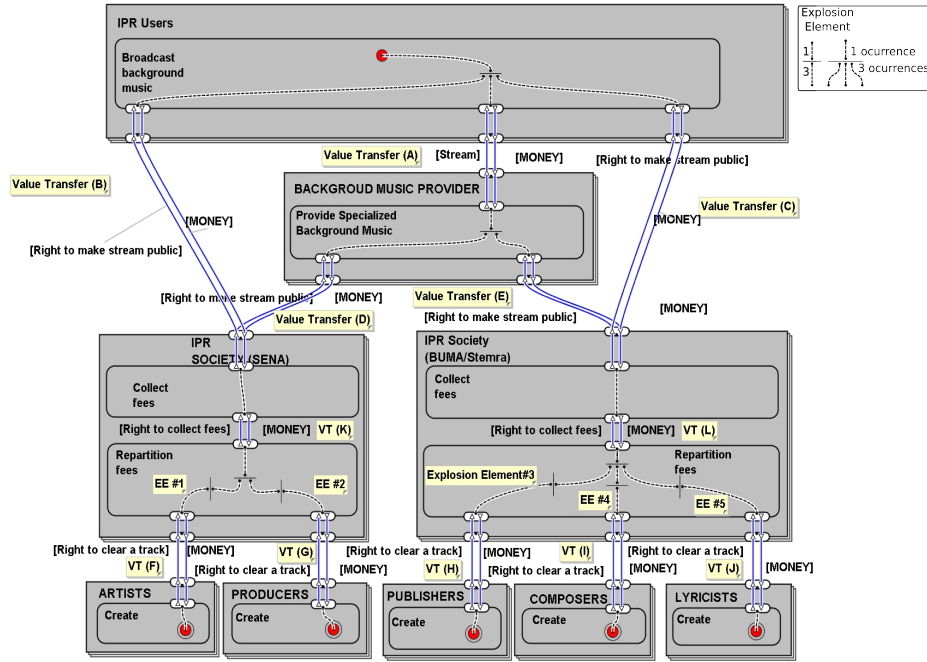 IPR Users
Broadcast
background
music
Explosion
Element
1
3
1 ocurrence
3 ocurrences
Value Transfer (A)
[Stream]
[MONEY]
[Right to make stream public]
Value Transfer (B)
BACKGROUD MUSIC PROVIDER
Value Transfer (C)
Provide Specialized
Background Music
[MONEY]
[MONEY]
[Right to make stream public]
[Right to make stream public]
[MONEY]
Value Transfer (E)
[MONEY]
Value Transfer (D)
[Right to make stream public]
IPR
SOCIETY (SENA)
IPR Society
(BUMA/Stemra)
Collect
fees
Collect
fees
[Right to collect fees]
[MONEY]
VT (K)
[Right to collect fees]
[MONEY]
VT (L)
Repartition
fees
Repartition
fees
EE #1
EE #2
Explosion Element#3
EE #4
EE #5
[Right to clear a track]
[MONEY]
VT (G)
[Right to clear a track]
[MONEY]
VT (I)
[Right to clear a track]
VT (F)
[Right to clear a track]
[MONEY]
VT (H)
[Right to clear a track]
[MONEY]
VT (J)
[MONEY]
ARTISTS
PRODUCERS
PUBLISHERS
COMPOSERS
LYRICISTS
Create
Create
Create
Create
Create